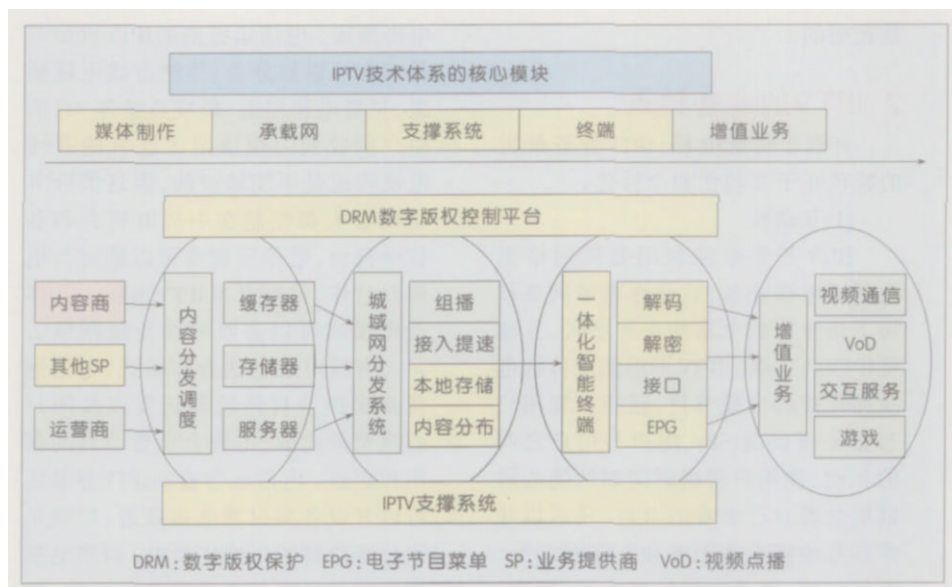 IPTV技术体系的核心模块
媒体制作 承载网 支撑系统 终端 增值业务
DRM数字版权控制平台
内容商
其他SP
运营商
内容分发调度
缓存器
存储器
服务器
城域网分发系统
组播
接入提速
本地存储
内容分布
一体化智能终端
解码
解密
接口
EPG
增值业务
视频通信
VoD
交互服务
游戏
IPTV支撑系统
DRM:数字版权保护 EPG:电子节目菜单 SP:业务提供商 VoD:视频点播